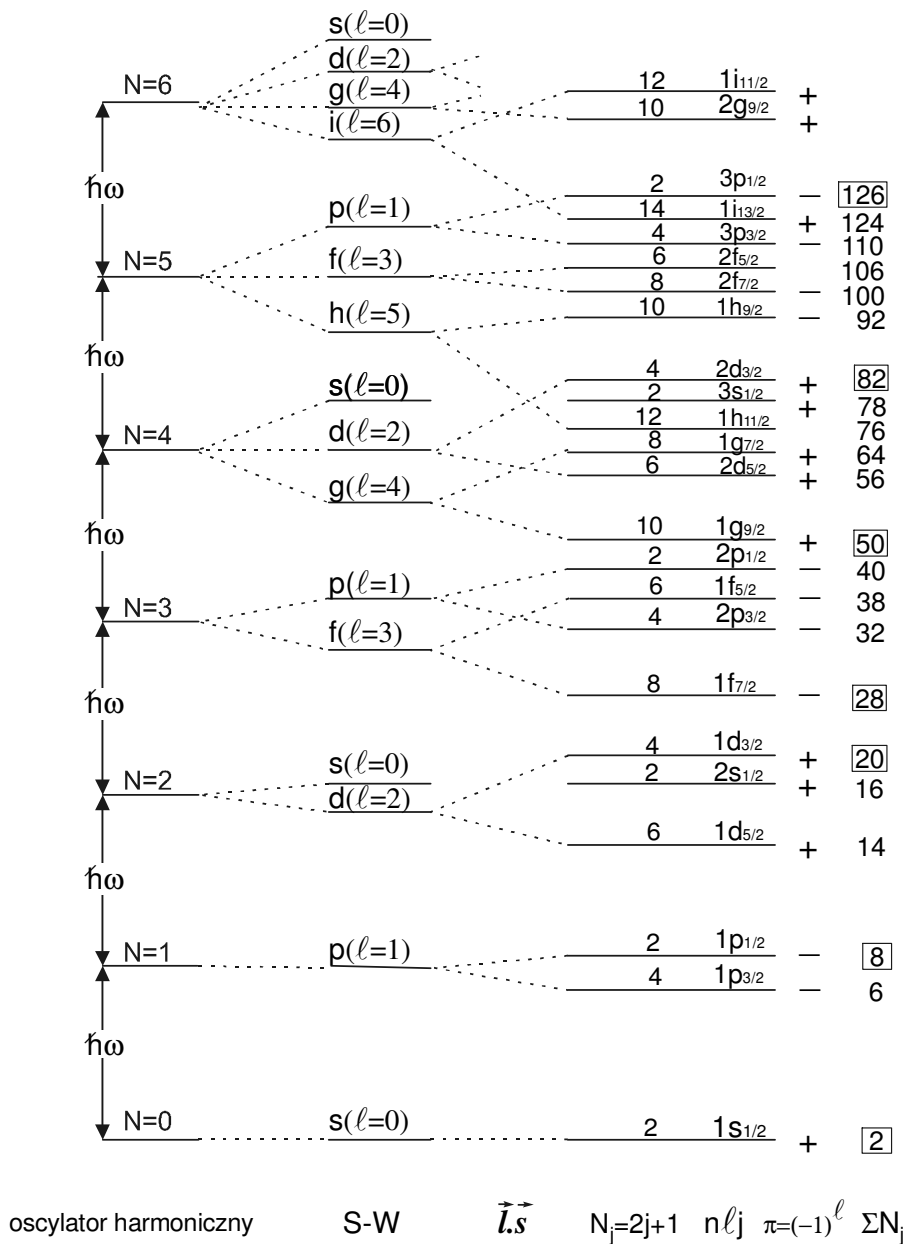 s(ℓ=0)
d(ℓ=2)
N=6 g(ℓ=4) 12 1i11/2 +
i(ℓ=6) 10 2g9/2 +
ħω
2 3p1/2 – 126
p(ℓ=1) 14 1i13/2 + 124
4 3p3/2 – 110
N=5 f(ℓ=3) 6 2f5/2 106
8 2f7/2 – 100
h(ℓ=5) 10 1h9/2 – 92
ħω
4 2d3/2 + 82
s(ℓ=0) 2 3s1/2 + 78
12 1h11/2 76
N=4 d(ℓ=2) 8 1g7/2 + 64
6 2d5/2 + 56
g(ℓ=4)
ħω
10 1g9/2 + 50
2 2p1/2 – 40
p(ℓ=1) 6 1f5/2 – 38
N=3 4 2p3/2 – 32
f(ℓ=3)
8 1f7/2 – 28
ħω
4 1d3/2 + 20
N=2 s(ℓ=0) 2 2s1/2 + 16
d(ℓ=2)
6 1d5/2 + 14
ħω
N=1 p(ℓ=1) 2 1p1/2 – 8
4 1p3/2 – 6
ħω
N=0 s(ℓ=0) 2 1s1/2 + 2
oscylator harmoniczny S-W l⃗.s⃗ Nj=2j+1 nℓj π=(−1)^ℓ ΣNj